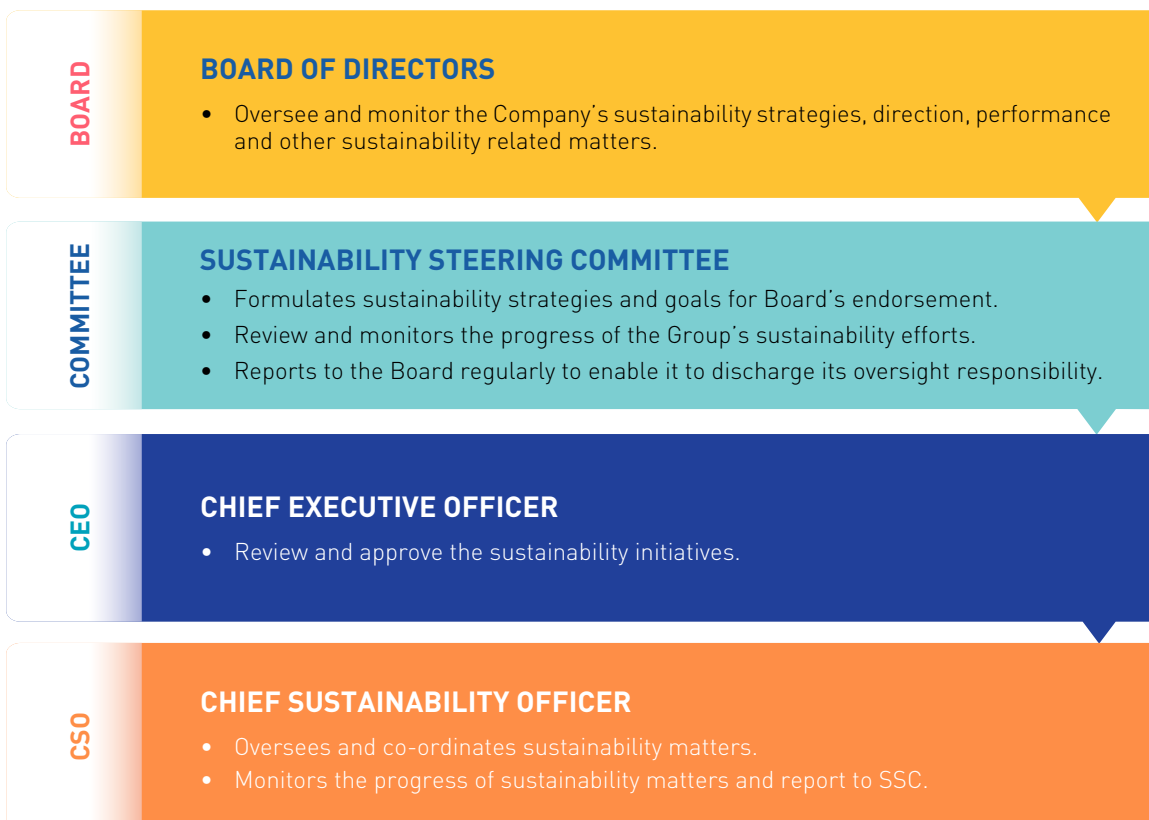 BOARD
BOARD OF DIRECTORS
• Oversee and monitor the Company’s sustainability strategies, direction, performance
and other sustainability related matters.
COMMITTEE
SUSTAINABILITY STEERING COMMITTEE
• Formulates sustainability strategies and goals for Board’s endorsement.
• Review and monitors the progress of the Group’s sustainability efforts.
• Reports to the Board regularly to enable it to discharge its oversight responsibility.
CEO
CHIEF EXECUTIVE OFFICER
• Review and approve the sustainability initiatives.
CSO
CHIEF SUSTAINABILITY OFFICER
• Oversees and co-ordinates sustainability matters.
• Monitors the progress of sustainability matters and report to SSC.